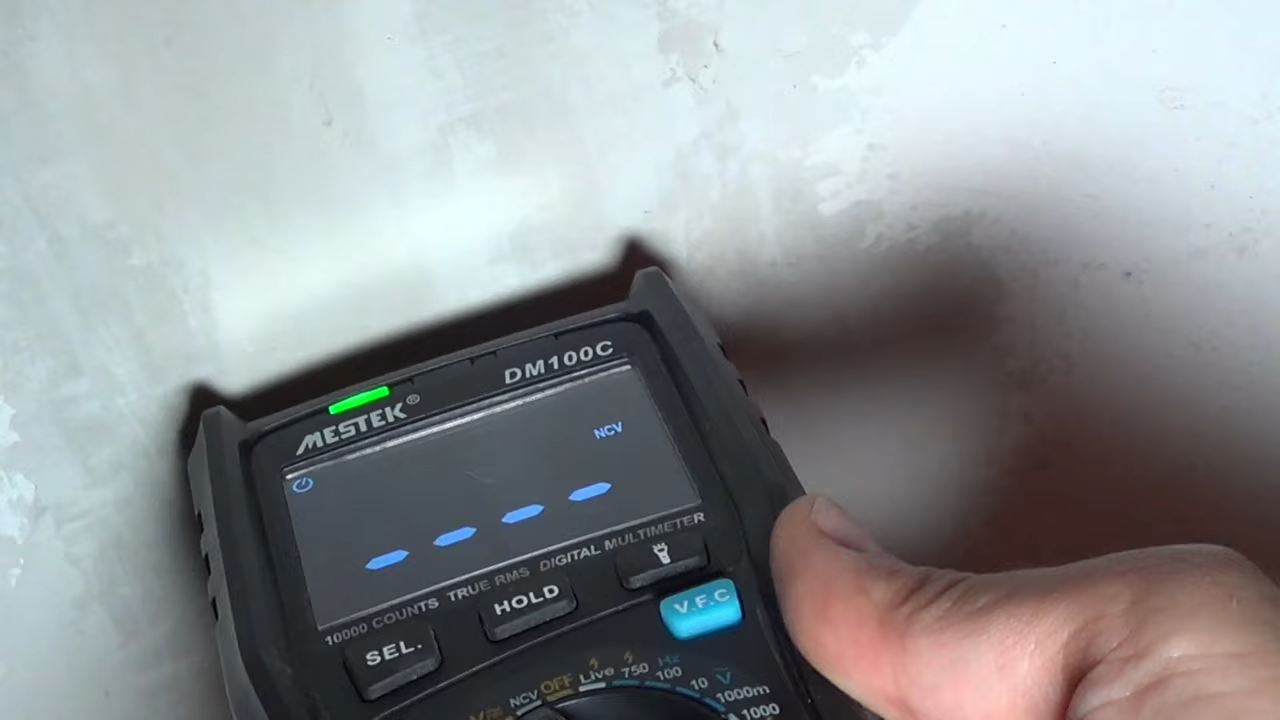 DM100C
MESTEK®
NCV
----
10000 COUNTS TRUE RMS DIGITAL MULTIMETER
SEL. HOLD V.F.C
NCV OFF Live 750 Hz 100 10 V 1000m
1000